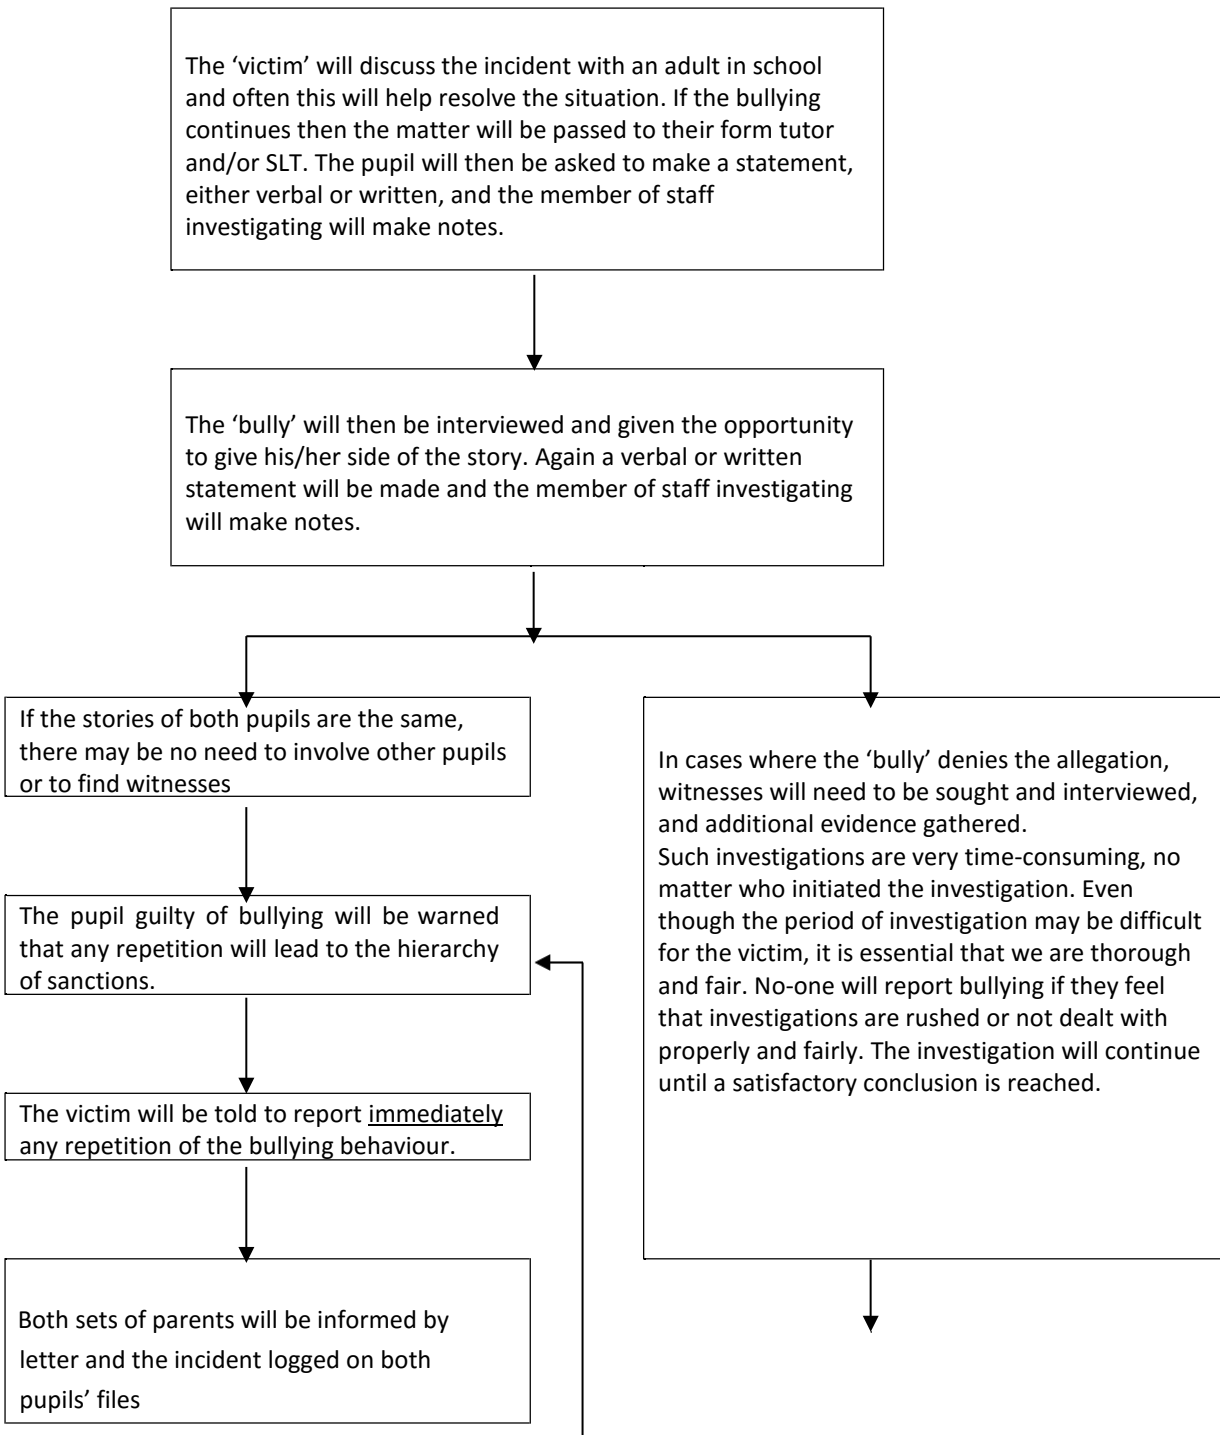 The ‘victim’ will discuss the incident with an adult in school
and often this will help resolve the situation. If the bullying
continues then the matter will be passed to their form tutor
and/or SLT. The pupil will then be asked to make a statement,
either verbal or written, and the member of staff
investigating will make notes.
The ‘bully’ will then be interviewed and given the opportunity
to give his/her side of the story. Again a verbal or written
statement will be made and the member of staff investigating
will make notes.
If the stories of both pupils are the same,
there may be no need to involve other pupils
or to find witnesses
The pupil guilty of bullying will be warned
that any repetition will lead to the hierarchy
of sanctions.
The victim will be told to report immediately
any repetition of the bullying behaviour.
Both sets of parents will be informed by
letter and the incident logged on both
pupils’ files
In cases where the ‘bully’ denies the allegation,
witnesses will need to be sought and interviewed,
and additional evidence gathered.
Such investigations are very time-consuming, no
matter who initiated the investigation. Even
though the period of investigation may be difficult
for the victim, it is essential that we are thorough
and fair. No-one will report bullying if they feel
that investigations are rushed or not dealt with
properly and fairly. The investigation will continue
until a satisfactory conclusion is reached.